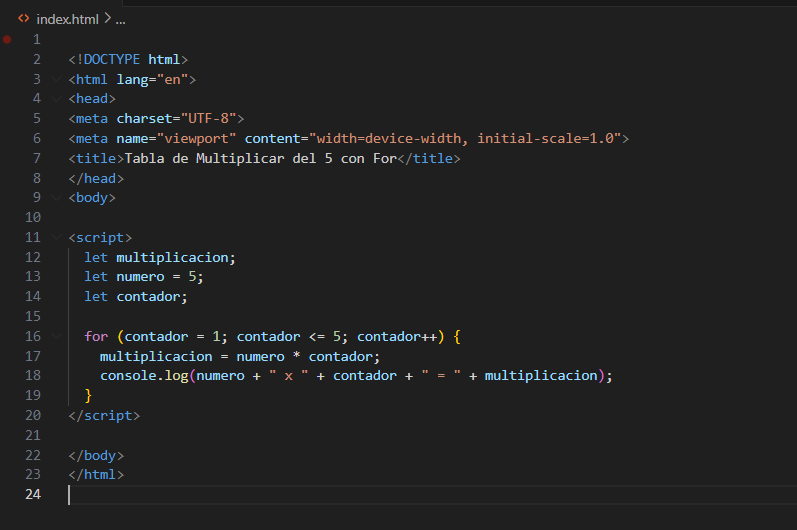 index.html > ...
1
2 <!DOCTYPE html>
3 <html lang="en">
4 <head>
5 <meta charset="UTF-8">
6 <meta name="viewport" content="width=device-width, initial-scale=1.0">
7 <title>Tabla de Multiplicar del 5 con For</title>
8 </head>
9 <body>
10
11 <script>
12   let multiplicacion;
13   let numero = 5;
14   let contador;
15
16   for (contador = 1; contador <= 5; contador++) {
17     multiplicacion = numero * contador;
18     console.log(numero + " x " + contador + " = " + multiplicacion);
19   }
20 </script>
21
22 </body>
23 </html>
24